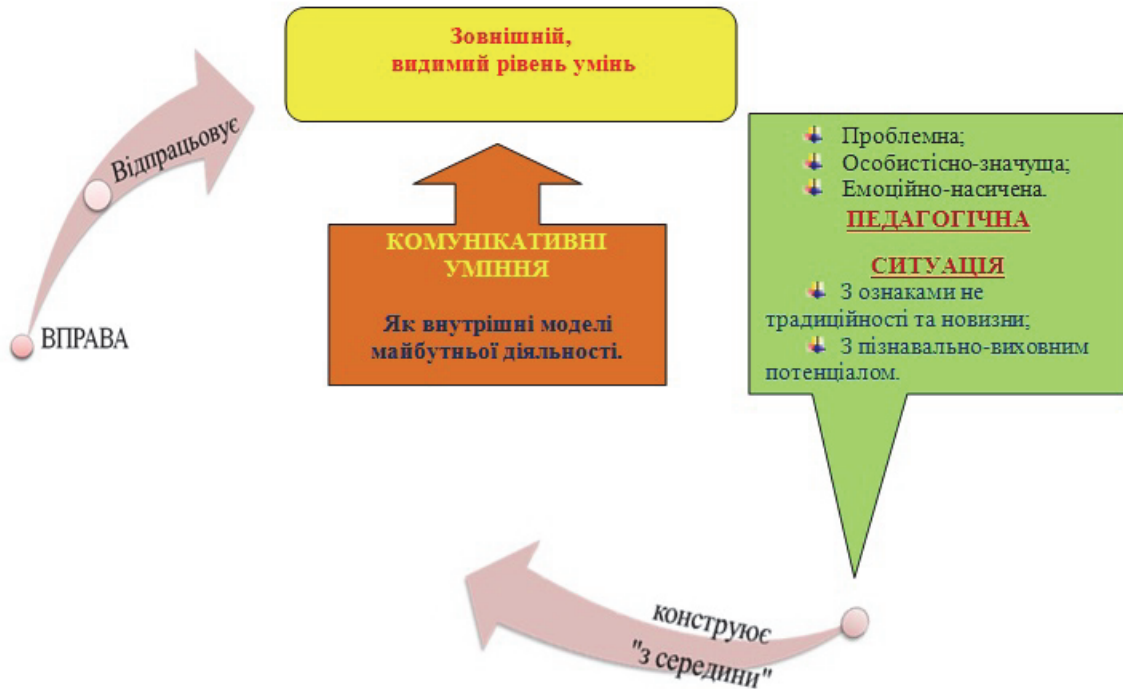 Зовнішній,
видимий рівень умінь
Відпрацьовує
ВПРАВА
КОМУНІКАТИВНІ
УМІННЯ
Як внутрішні моделі
майбутньої діяльності.
Проблемна;
Особистісно-значуща;
Емоційно-насичена.
ПЕДАГОГІЧНА
СИТУАЦІЯ
З ознаками не
традиційності та новизни;
З пізнавально-виховним
потенціалом.
конструює
"з середини"